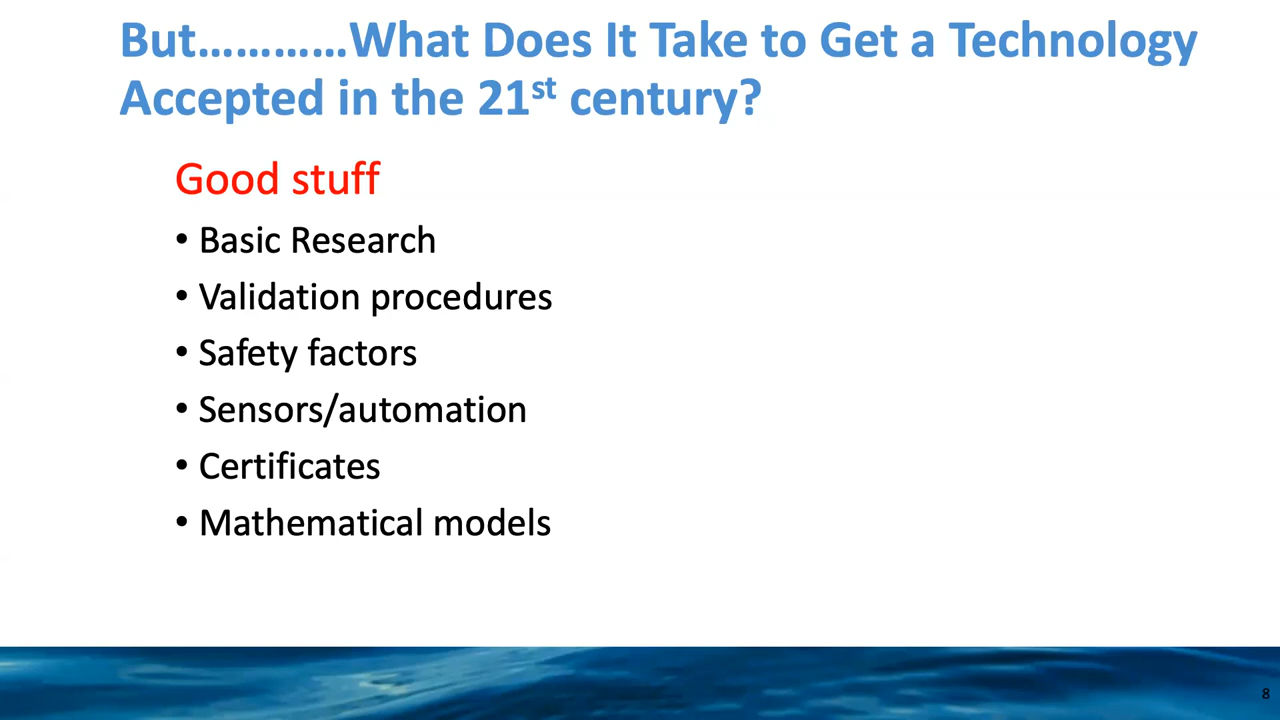 But…………What Does It Take to Get a Technology
Accepted in the 21st century?
Good stuff
• Basic Research
• Validation procedures
• Safety factors
• Sensors/automation
• Certificates
• Mathematical models
8